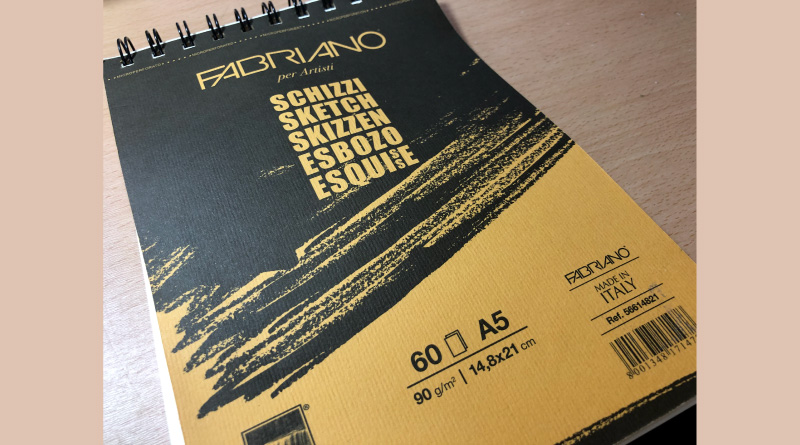 FABRIANO®
per Artisti
SCHIZZI
SKETCH
SKIZZEN
ESBOZO
ESQUISSE
FABRIANO®
MADE IN
ITALY
Ref. 56614821
60 A5
90 g/m² | 14,8x21 cm
®